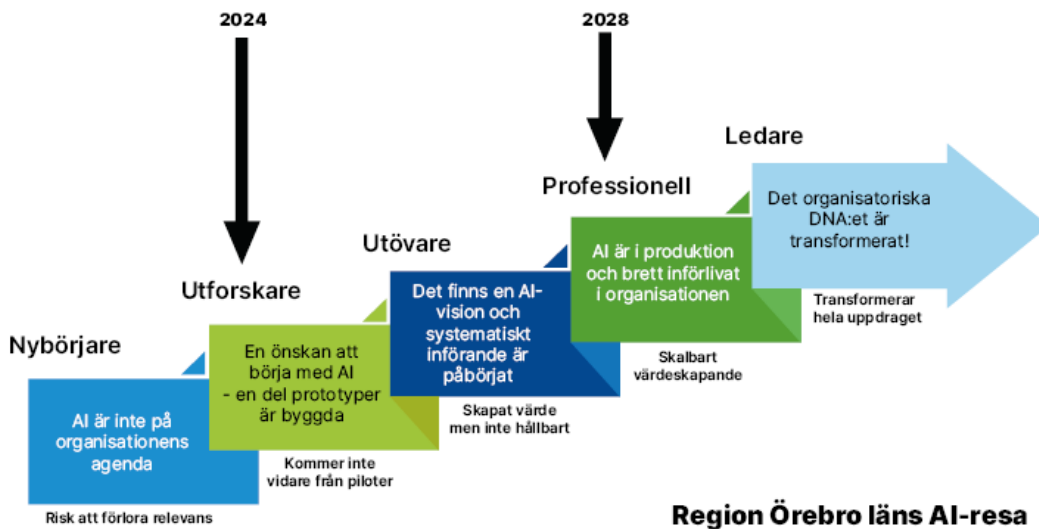 2024
2028
Nybörjare
AI är inte på
organisationens
agenda
Risk att förlora relevans
Utforskare
En önskan att
börja med AI
- en del prototyper
är byggda
Kommer inte
vidare från piloter
Utövare
Det finns en AI-
vision och
systematiskt
införande är
påbörjat
Skapat värde
men inte hållbart
Professionell
AI är i produktion
och brett införlivat
i organisationen
Skalbart
värdeskapande
Ledare
Det organisatoriska
DNA:et är
transformerat!
Transformerar
hela uppdraget
Region Örebro läns AI-resa